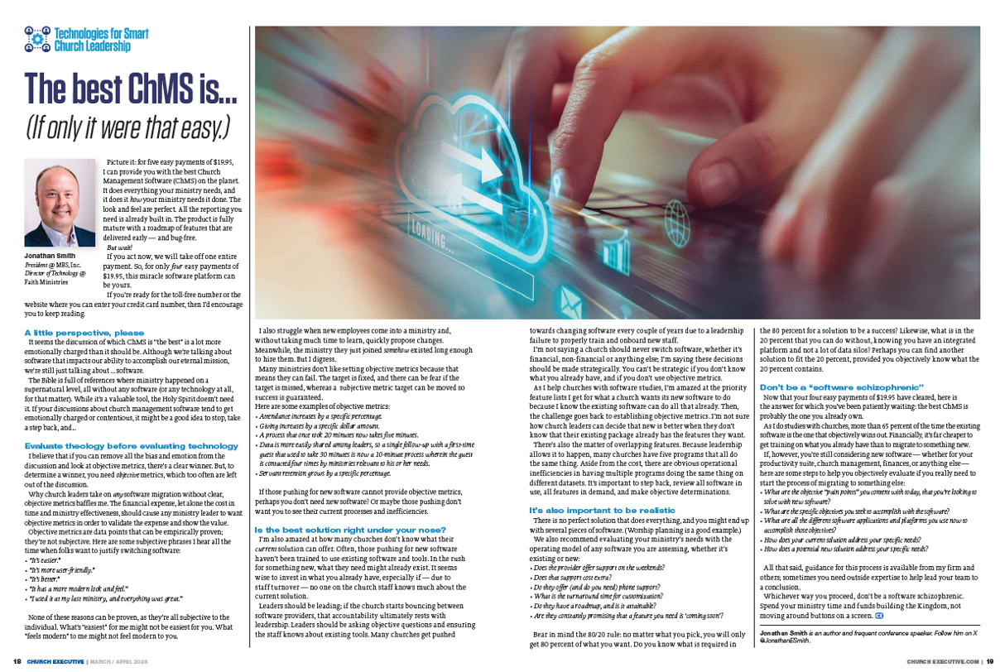 Technologies for Smart
Church Leadership
The best ChMS is...
(If only it were that easy.)
Jonathan Smith
President @ MBS, Inc.
Director of Technology @
Faith Ministries
Picture it: for five easy payments of $19.95,
I can provide you with the best Church
Management Software (ChMS) on the planet.
It does everything your ministry needs, and
it does it how your ministry needs it done. The
look and feel are perfect. All the reporting you
need is already built in. The product is fully
mature with a roadmap of features that are
delivered early — and bug-free.
But wait!
If you act now, we will take off one entire
payment. So, for only four easy payments of
$19.95, this miracle software platform can
be yours.
If you're ready for the toll-free number or the
website where you can enter your credit card number, then I'd encourage
you to keep reading.
A little perspective, please
It seems the discussion of which ChMS is "the best" is a lot more
emotionally charged than it should be. Although we're talking about
software that impacts our ability to accomplish our eternal mission,
we're still just talking about ... software.
The Bible is full of references where ministry happened on a
supernatural level, all without any software (or any technology at all,
for that matter). While it's a valuable tool, the Holy Spirit doesn't need
it. If your discussions about church management software tend to get
emotionally charged or contentious, it might be a good idea to stop, take
a step back, and...
Evaluate theology before evaluating technology
I believe that if you can remove all the bias and emotion from the
discussion and look at objective metrics, there's a clear winner. But, to
determine a winner, you need objective metrics, which too often are left
out of the discussion.
Why church leaders take on any software migration without clear,
objective metrics baffles me. The financial expense, let alone the cost in
time and ministry effectiveness, should cause any ministry leader to want
objective metrics in order to validate the expense and show the value.
Objective metrics are data points that can be empirically proven;
they're not subjective. Here are some subjective phrases I hear all the
time when folks want to justify switching software:
• "It's easier."
• "It's more user-friendly."
• "It's better."
• "It has a more modern look and feel."
• "I used it at my last ministry, and everything was great."
None of these reasons can be proven, as they're all subjective to the
individual. What's "easiest" for me might not be easiest for you. What
"feels modern" to me might not feel modern to you.
LOADING...
I also struggle when new employees come into a ministry and,
without taking much time to learn, quickly propose changes.
Meanwhile, the ministry they just joined somehow existed long enough
to hire them. But I digress.
Many ministries don't like setting objective metrics because that
means they can fail. The target is fixed, and there can be fear if the
target is missed, whereas a subjective metric target can be moved so
success is guaranteed.
Here are some examples of objective metrics:
• Attendance increases by a specific percentage.
• Giving increases by a specific dollar amount.
• A process that once took 20 minutes now takes five minutes.
• Data is more easily shared among leaders, so a single follow-up with a first-time
guest that used to take 30 minutes is now a 10-minute process wherein the guest
is contacted four times by ministries relevant to his or her needs.
• Servant retention grows by a specific percentage.
If those pushing for new software cannot provide objective metrics,
perhaps you don't need new software? Or maybe those pushing don't
want you to see their current processes and inefficiencies.
Is the best solution right under your nose?
I'm also amazed at how many churches don't know what their
current solution can offer. Often, those pushing for new software
haven't been trained to use existing software and tools. In the rush
for something new, what they need might already exist. It seems
wise to invest in what you already have, especially if — due to
staff turnover — no one on the church staff knows much about the
current solution.
Leaders should be leading; if the church starts bouncing between
software providers, that accountability ultimately rests with
leadership. Leaders should be asking objective questions and ensuring
the staff knows about existing tools. Many churches get pushed
towards changing software every couple of years due to a leadership
failure to properly train and onboard new staff.
I'm not saying a church should never switch software, whether it's
financial, non-financial or anything else; I'm saying these decisions
should be made strategically. You can't be strategic if you don't know
what you already have, and if you don't use objective metrics.
As I help churches with software studies, I'm amazed at the priority
feature lists I get for what a church wants its new software to do
because I know the existing software can do all that already. Then,
the challenge goes back to establishing objective metrics. I'm not sure
how church leaders can decide that new is better when they don't
know that their existing package already has the features they want.
There's also the matter of overlapping features. Because leadership
allows it to happen, many churches have five programs that all do
the same thing. Aside from the cost, there are obvious operational
inefficiencies in having multiple programs doing the same thing on
different datasets. It's important to step back, review all software in
use, all features in demand, and make objective determinations.
It's also important to be realistic
There is no perfect solution that does everything, and you might end up
with several pieces of software. (Worship planning is a good example.)
We also recommend evaluating your ministry's needs with the
operating model of any software you are assessing, whether it's
existing or new:
• Does the provider offer support on the weekends?
• Does that support cost extra?
• Do they offer (and do you need) phone support?
• What is the turnaround time for customization?
• Do they have a roadmap, and is it attainable?
• Are they constantly promising that a feature you need is 'coming soon'?
Bear in mind the 80/20 rule: no matter what you pick, you will only
get 80 percent of what you want. Do you know what is required in
the 80 percent for a solution to be a success? Likewise, what is in the
20 percent that you can do without, knowing you have an integrated
platform and not a lot of data silos? Perhaps you can find another
solution to fit the 20 percent, provided you objectively know what the
20 percent contains.
Don't be a "software schizophrenic"
Now that your four easy payments of $19.95 have cleared, here is
the answer for which you've been patiently waiting: the best ChMS is
probably the one you already own.
As I do studies with churches, more than 65 percent of the time the existing
software is the one that objectively wins out. Financially, it's far cheaper to
get training on what you already have than to migrate to something new.
If, however, you're still considering new software — whether for your
productivity suite, church management, finances, or anything else —
here are some steps to help you objectively evaluate if you really need to
start the process of migrating to something else:
• What are the objective "pain points" you contend with today, that you're looking to
solve with new software?
• What are the specific objectives you seek to accomplish with the software?
• What are all the different software applications and platforms you use now to
accomplish those objectives?
• How does your current solution address your specific needs?
• How does a potential new solution address your specific needs?
All that said, guidance for this process is available from my firm and
others; sometimes you need outside expertise to help lead your team to
a conclusion.
Whichever way you proceed, don't be a software schizophrenic.
Spend your ministry time and funds building the Kingdom, not
moving around buttons on a screen. CE
Jonathan Smith is an author and frequent conference speaker. Follow him on X
@JonathanESmith.
18 CHURCH EXECUTIVE | MARCH / APRIL 2025
CHURCH EXECUTIVE.COM | 19